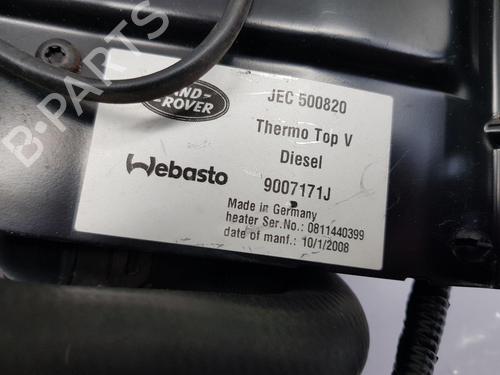 LAND-
ROVER
JEC 500820
Thermo Top V
Diesel
Webasto
9007171J
Made in Germany
heater Ser.No.: 0811440399
date of manf.: 10/1/2008
B-PARTS